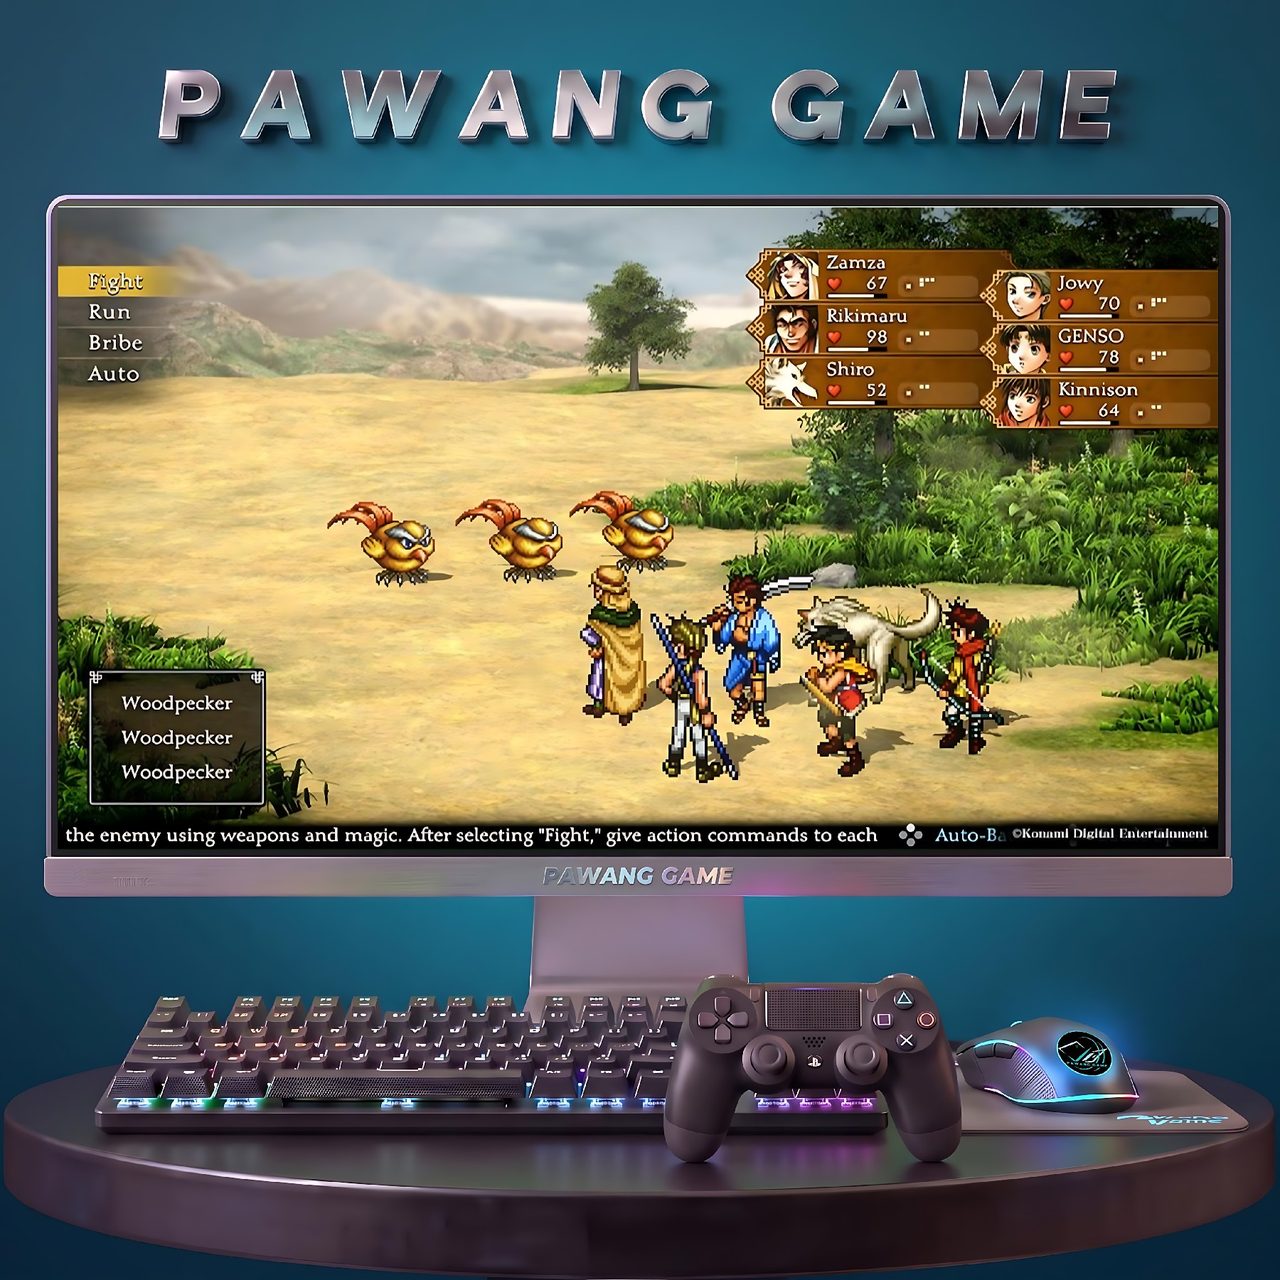 PAWANG GAME
Fight
Run
Bribe
Auto
Zamza
67
Rikimaru
98
Shiro
52
Jowy
70
GENSO
78
Kinnison
64
Woodpecker
Woodpecker
Woodpecker
the enemy using weapons and magic. After selecting "Fight," give action commands to each
Auto-Ba
©Konami Digital Entertainment
PAWANG GAME